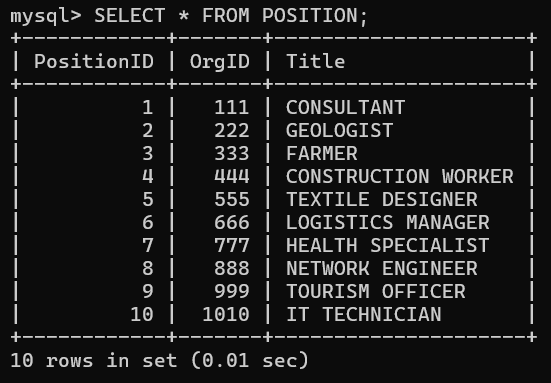 mysql> SELECT * FROM POSITION;
+------------+-------+---------------------+
| PositionID | OrgID | Title               |
+------------+-------+---------------------+
|          1 |   111 | CONSULTANT          |
|          2 |   222 | GEOLOGIST           |
|          3 |   333 | FARMER              |
|          4 |   444 | CONSTRUCTION WORKER |
|          5 |   555 | TEXTILE DESIGNER    |
|          6 |   666 | LOGISTICS MANAGER   |
|          7 |   777 | HEALTH SPECIALIST   |
|          8 |   888 | NETWORK ENGINEER    |
|          9 |   999 | TOURISM OFFICER     |
|         10 |  1010 | IT TECHNICIAN       |
+------------+-------+---------------------+
10 rows in set (0.01 sec)